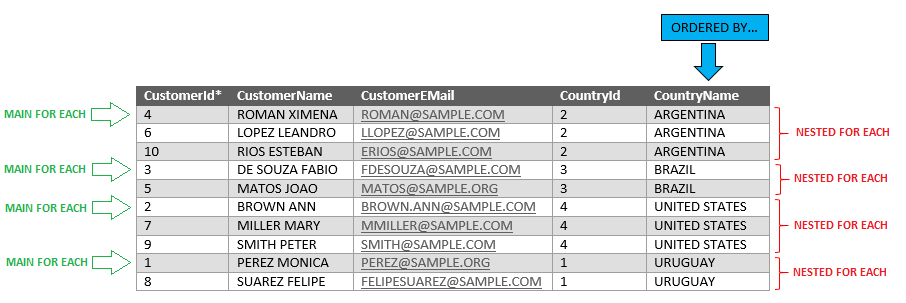 ORDERED BY...
CustomerId* CustomerName CustomerEMail CountryId CountryName
MAIN FOR EACH 4 ROMAN XIMENA ROMAN@SAMPLE.COM 2 ARGENTINA
6 LOPEZ LEANDRO LLOPEZ@SAMPLE.COM 2 ARGENTINA NESTED FOR EACH
10 RIOS ESTEBAN ERIOS@SAMPLE.COM 2 ARGENTINA
MAIN FOR EACH 3 DE SOUZA FABIO FDESOUZA@SAMPLE.COM 3 BRAZIL NESTED FOR EACH
5 MATOS JOAO MATOS@SAMPLE.ORG 3 BRAZIL
MAIN FOR EACH 2 BROWN ANN BROWN.ANN@SAMPLE.COM 4 UNITED STATES
7 MILLER MARY MMILLER@SAMPLE.COM 4 UNITED STATES NESTED FOR EACH
9 SMITH PETER SMITH@SAMPLE.COM 4 UNITED STATES
MAIN FOR EACH 1 PEREZ MONICA PEREZ@SAMPLE.ORG 1 URUGUAY NESTED FOR EACH
8 SUAREZ FELIPE FELIPESUAREZ@SAMPLE.COM 1 URUGUAY